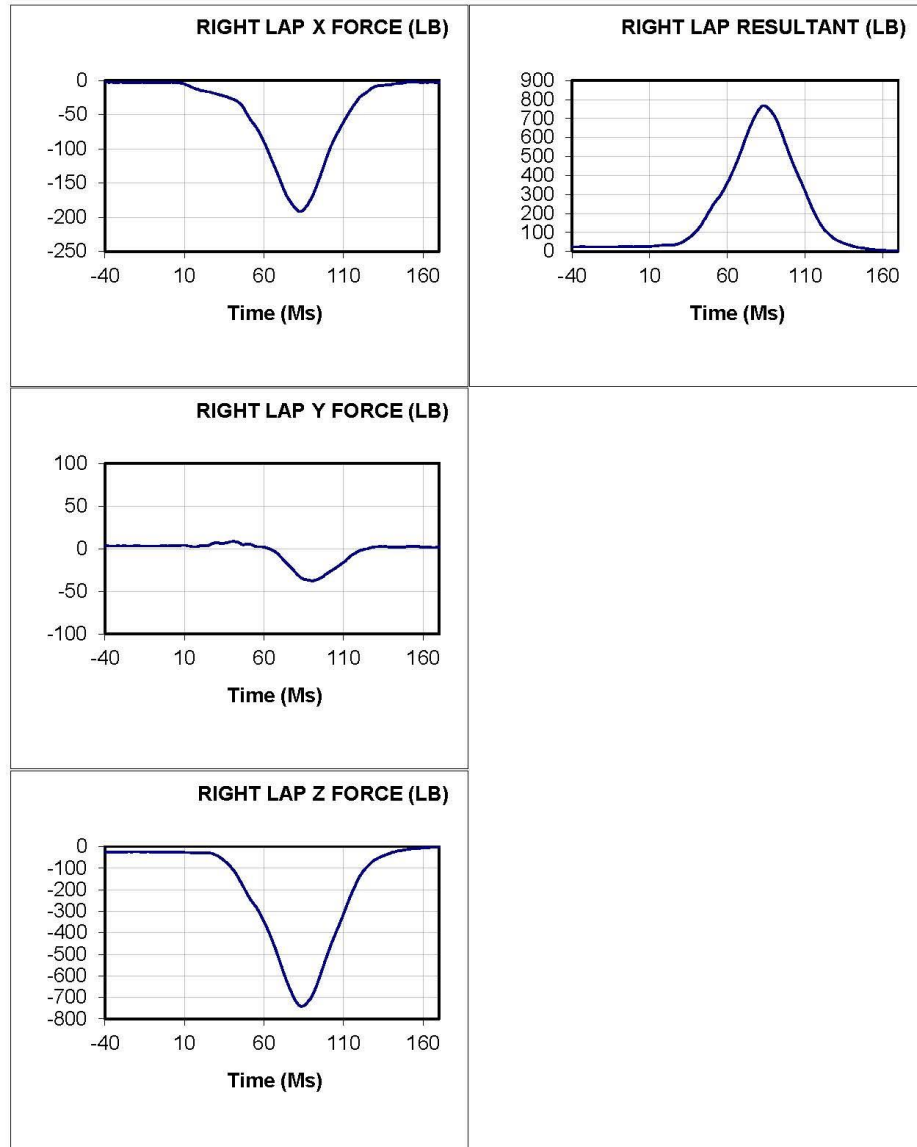 RIGHT LAP X FORCE (LB)
0
-50
-100
-150
-200
-250
-40 10 60 110 160
Time (Ms)
RIGHT LAP RESULTANT (LB)
900
800
700
600
500
400
300
200
100
0
-40 10 60 110 160
Time (Ms)
RIGHT LAP Y FORCE (LB)
100
50
0
-50
-100
-40 10 60 110 160
Time (Ms)
RIGHT LAP Z FORCE (LB)
0
-100
-200
-300
-400
-500
-600
-700
-800
-40 10 60 110 160
Time (Ms)